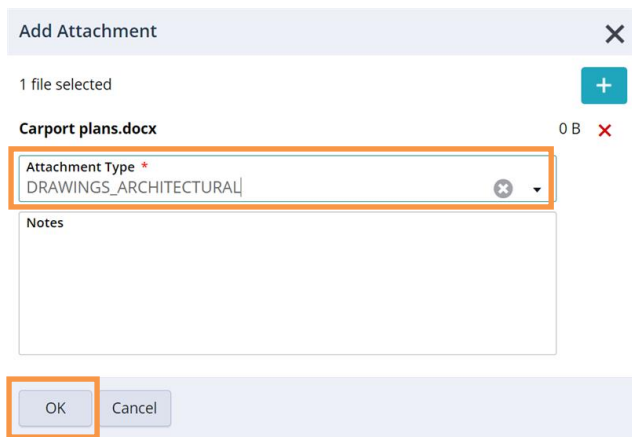 Add Attachment
1 file selected
Carport plans.docx 0 B
Attachment Type *
DRAWINGS_ARCHITECTURAL
Notes
OK Cancel